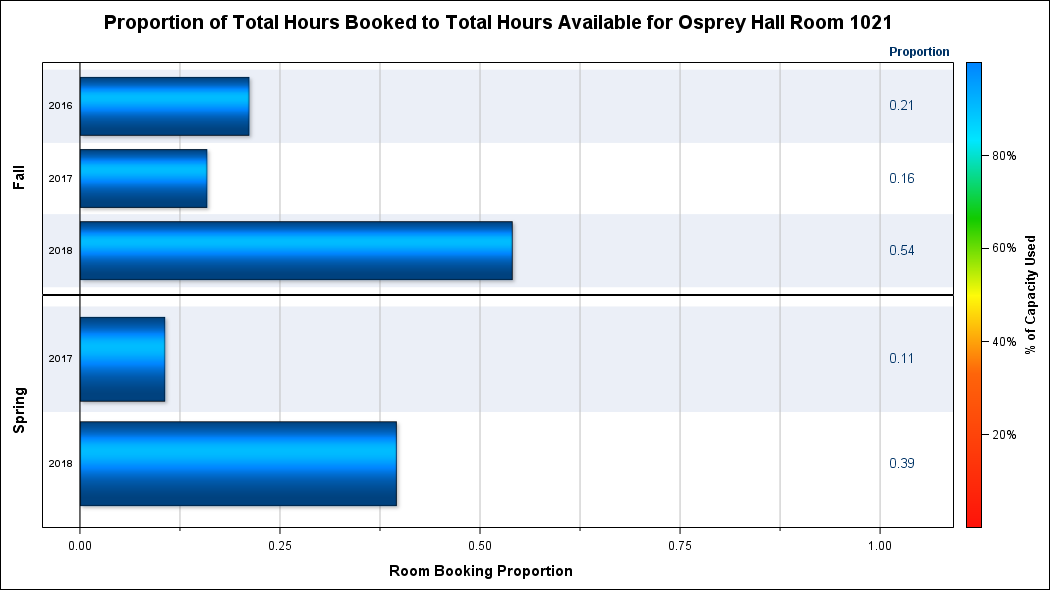 Proportion of Total Hours Booked to Total Hours Available for Osprey Hall Room 1021
Proportion
Fall
2016
0.21
2017
0.16
2018
0.54
Spring
2017
0.11
2018
0.39
0.00 0.25 0.50 0.75 1.00
Room Booking Proportion
80%
60%
40%
20%
% of Capacity Used